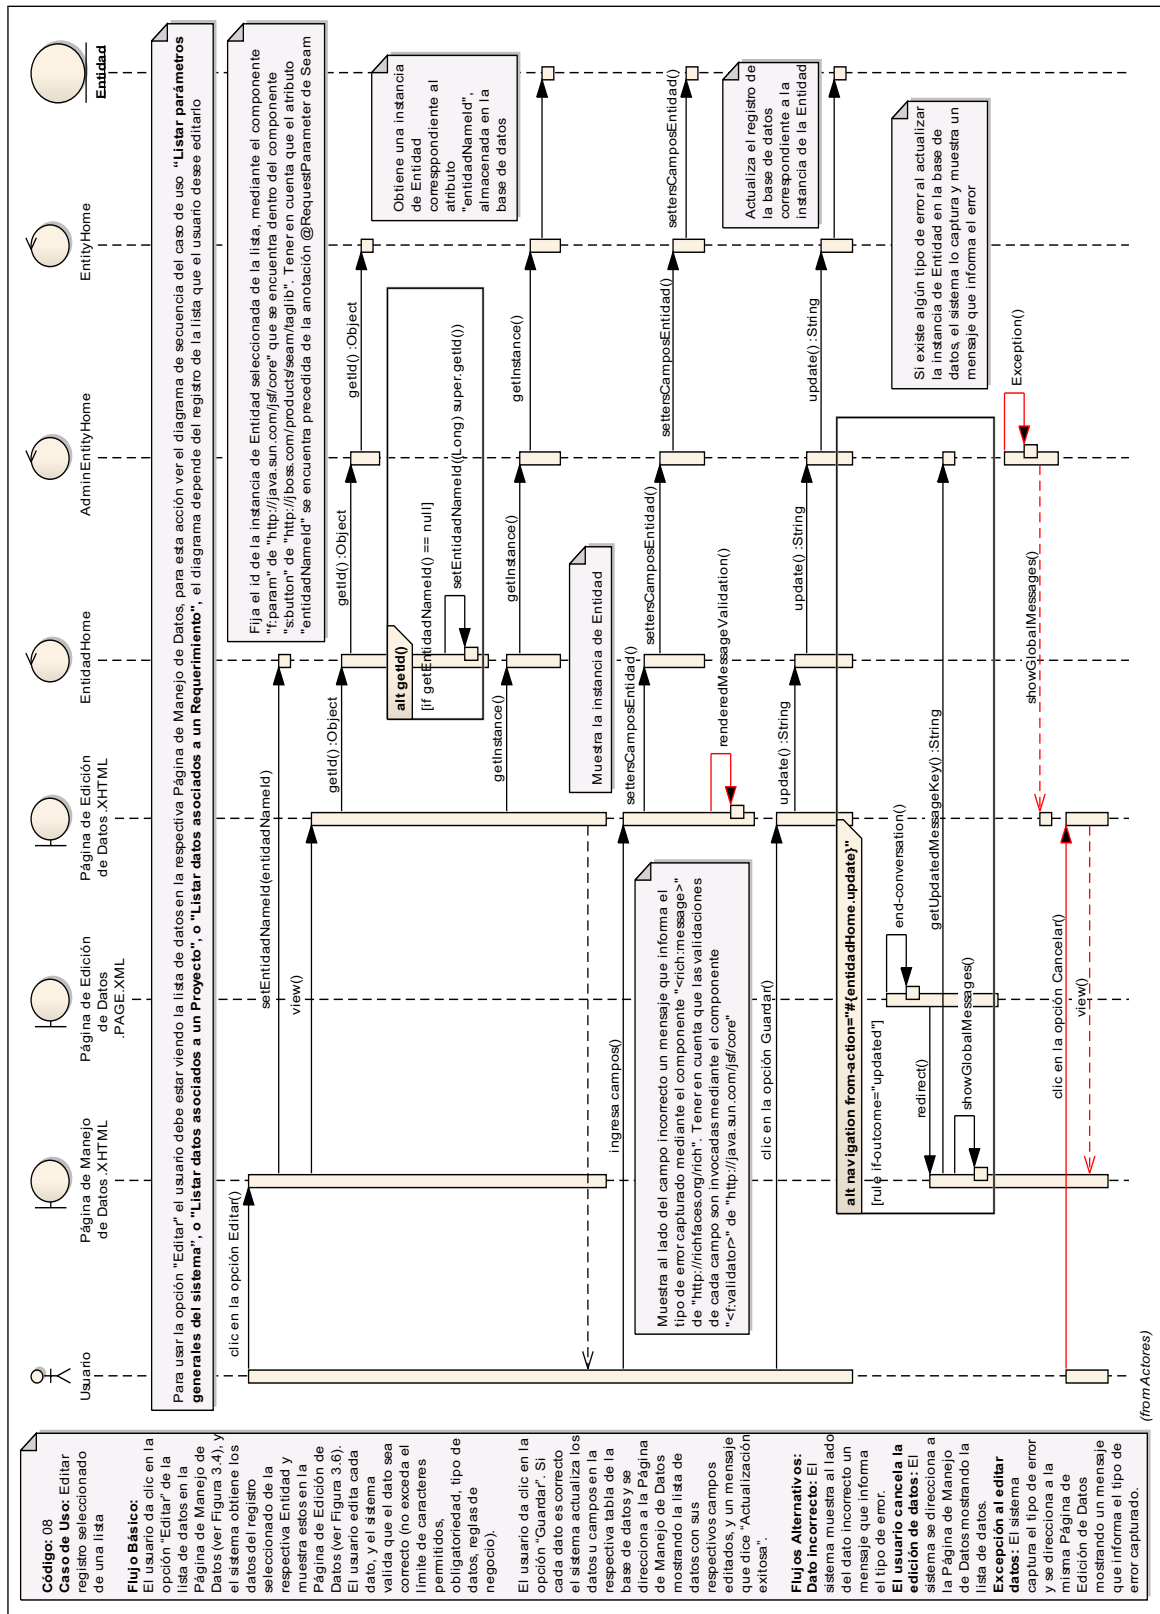 Código: 08
Caso de Uso: Editar
registro seleccionado
de una lista
Flujo Básico:
El usuario da clic en la
opción "Editar" de la
lista de datos en la
Página de Manejo de
Datos (ver Figura 3.4), y
el sistema obtiene los
datos del registro
seleccionado de la
respectiva Entidad y
muestra estos en la
Página de Edición de
Datos (ver Figura 3.6).
El usuario edita cada
dato, y el sistema
valida que el dato sea
correcto (no exceda el
límite de caracteres
permitidos,
obligatoriedad, tipo de
datos, reglas de
negocio).
El usuario da clic en la
opción "Guardar". Si
cada dato es correcto
el sistema actualiza los
datos u campos en la
respectiva tabla de la
base de datos y se
direcciona a la Página
de Manejo de Datos
mostrando la lista de
datos con sus
respectivos campos
editados, y un mensaje
que dice "Actualización
exitosa".
Flujos Alternativos:
Dato incorrecto: El
sistema muestra al lado
del dato incorrecto un
mensaje que informa
el tipo de error.
El usuario cancela la
edición de datos: El
sistema se direcciona a
la Página de Manejo
de Datos mostrando la
lista de datos.
Excepción al editar
datos: El sistema
captura el tipo de error
y se direcciona a la
misma Página de
Edición de Datos
mostrando un mensaje
que informa el tipo de
error capturado.
Usuario
Página de Manejo
de Datos.XHTML
Página de Edición
de Datos
.PAGE.XML
Página de Edición
de Datos.XHTML
EntidadHome
AdminEntityHome
EntityHome
Entidad
Para usar la opción "Editar" el usuario debe estar viendo la lista de datos en la respectiva Página de Manejo de Datos, para esta acción ver el diagrama de secuencia del caso de uso "Listar parámetros
generales del sistema", o "Listar datos asociados a un Proyecto", o "Listar datos asociados a un Requerimiento", el diagrama depende del registro de la lista que el usuario desee editarlo
Fija el id de la instancia de Entidad seleccionada de la lista, mediante el componente
"f:param" de "http://java.sun.com/jsf/core" que se encuentra dentro del componente
"s:button" de "http://jboss.com/products/seam/taglib". Tener en cuenta que el atributo
"entidadNameId" se encuentra precedida de la anotación @RequestParameter de Seam
clic en la opción Editar()
setEntidadNameId(entidadNameId)
view()
getId() :Object
getId() :Object
getId() :Object
alt getId()
[if getEntidadNameId() == null]
setEntidadNameId((Long) super.getId())
Obtiene una instancia
de Entidad
corresppondiente al
atributo
"entidadNameId",
almacenada en la
base de datos
getInstance()
getInstance()
getInstance()
Muestra la instancia de Entidad
ingresa campos()
settersCamposEntidad()
settersCamposEntidad()
settersCamposEntidad()
settersCamposEntidad()
Muestra al lado del campo incorrecto un mensaje que informa el
tipo de error capturado mediante el componente "<rich:message>"
de "http://richfaces.org/rich". Tener en cuenta que las validaciones
de cada campo son invocadas mediante el componente
"<f:validator>" de "http://java.sun.com/jsf/core"
renderedMessageValidation()
Actualiza el registro de
la base de datos
correspondiente a la
instancia de la Entidad
clic en la opción Guardar()
update() :String
update() :String
update() :String
alt navigation from-action="#{entidadHome.update}"
[rule if-outcome="updated"]
end-conversation()
redirect()
getUpdatedMessageKey() :String
showGlobalMessages()
Si existe algún tipo de error al actualizar
la instancia de Entidad en la base de
datos, el sistema lo captura y muestra un
mensaje que informa el error
Exception()
showGlobalMessages()
clic en la opción Cancelar()
view()
(from Actores)